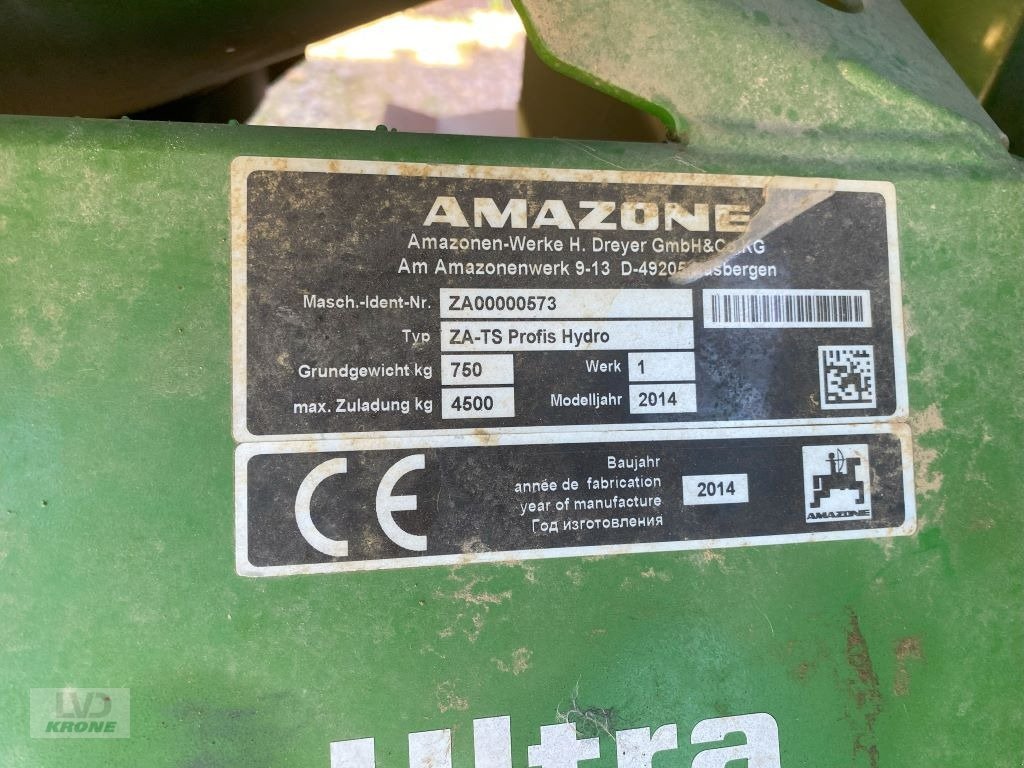 AMAZONE
Amazonen-Werke H. Dreyer GmbH&Co.KG
Am Amazonenwerk 9-13 D-49205
Masch.-Ident-Nr. ZA00000573
Typ ZA-TS Profis Hydro
Grundgewicht kg 750 Werk 1
max. Zuladung kg 4500 Modelljahr 2014
CE
Baujahr
année de fabrication
year of manufacture
Год изготовления
2014
AMAZONE
Ultra
LVD
KRONE